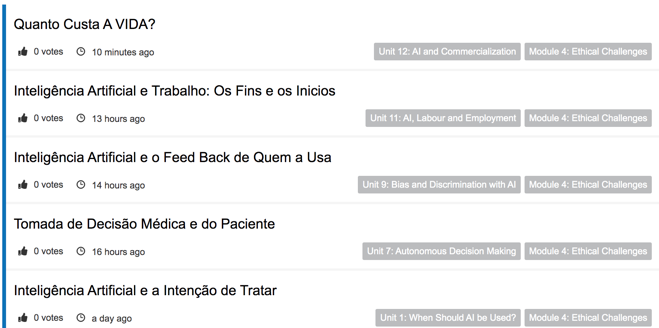 Quanto Custa A VIDA?
0 votes 10 minutes ago Unit 12: AI and Commercialization Module 4: Ethical Challenges
Inteligência Artificial e Trabalho: Os Fins e os Inicios
0 votes 13 hours ago Unit 11: AI, Labour and Employment Module 4: Ethical Challenges
Inteligência Artificial e o Feed Back de Quem a Usa
0 votes 14 hours ago Unit 9: Bias and Discrimination with AI Module 4: Ethical Challenges
Tomada de Decisão Médica e do Paciente
0 votes 16 hours ago Unit 7: Autonomous Decision Making Module 4: Ethical Challenges
Inteligência Artificial e a Intenção de Tratar
0 votes a day ago Unit 1: When Should AI be Used? Module 4: Ethical Challenges